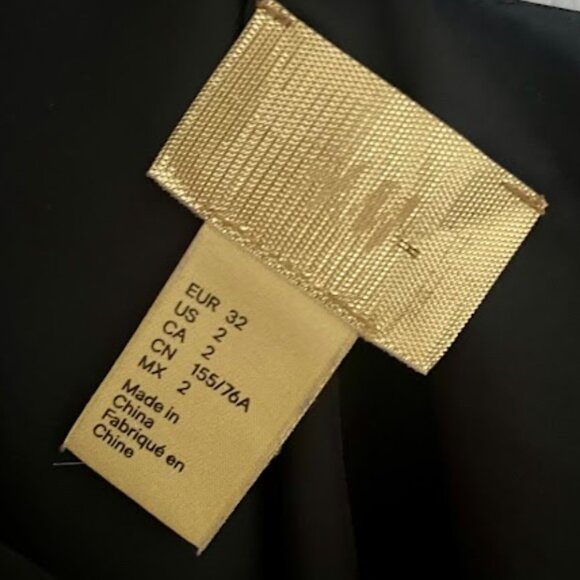 EUR 32
US 2
CA 2
CN 155/76A
MX 2
Made in
China
Fabriqué en
Chine